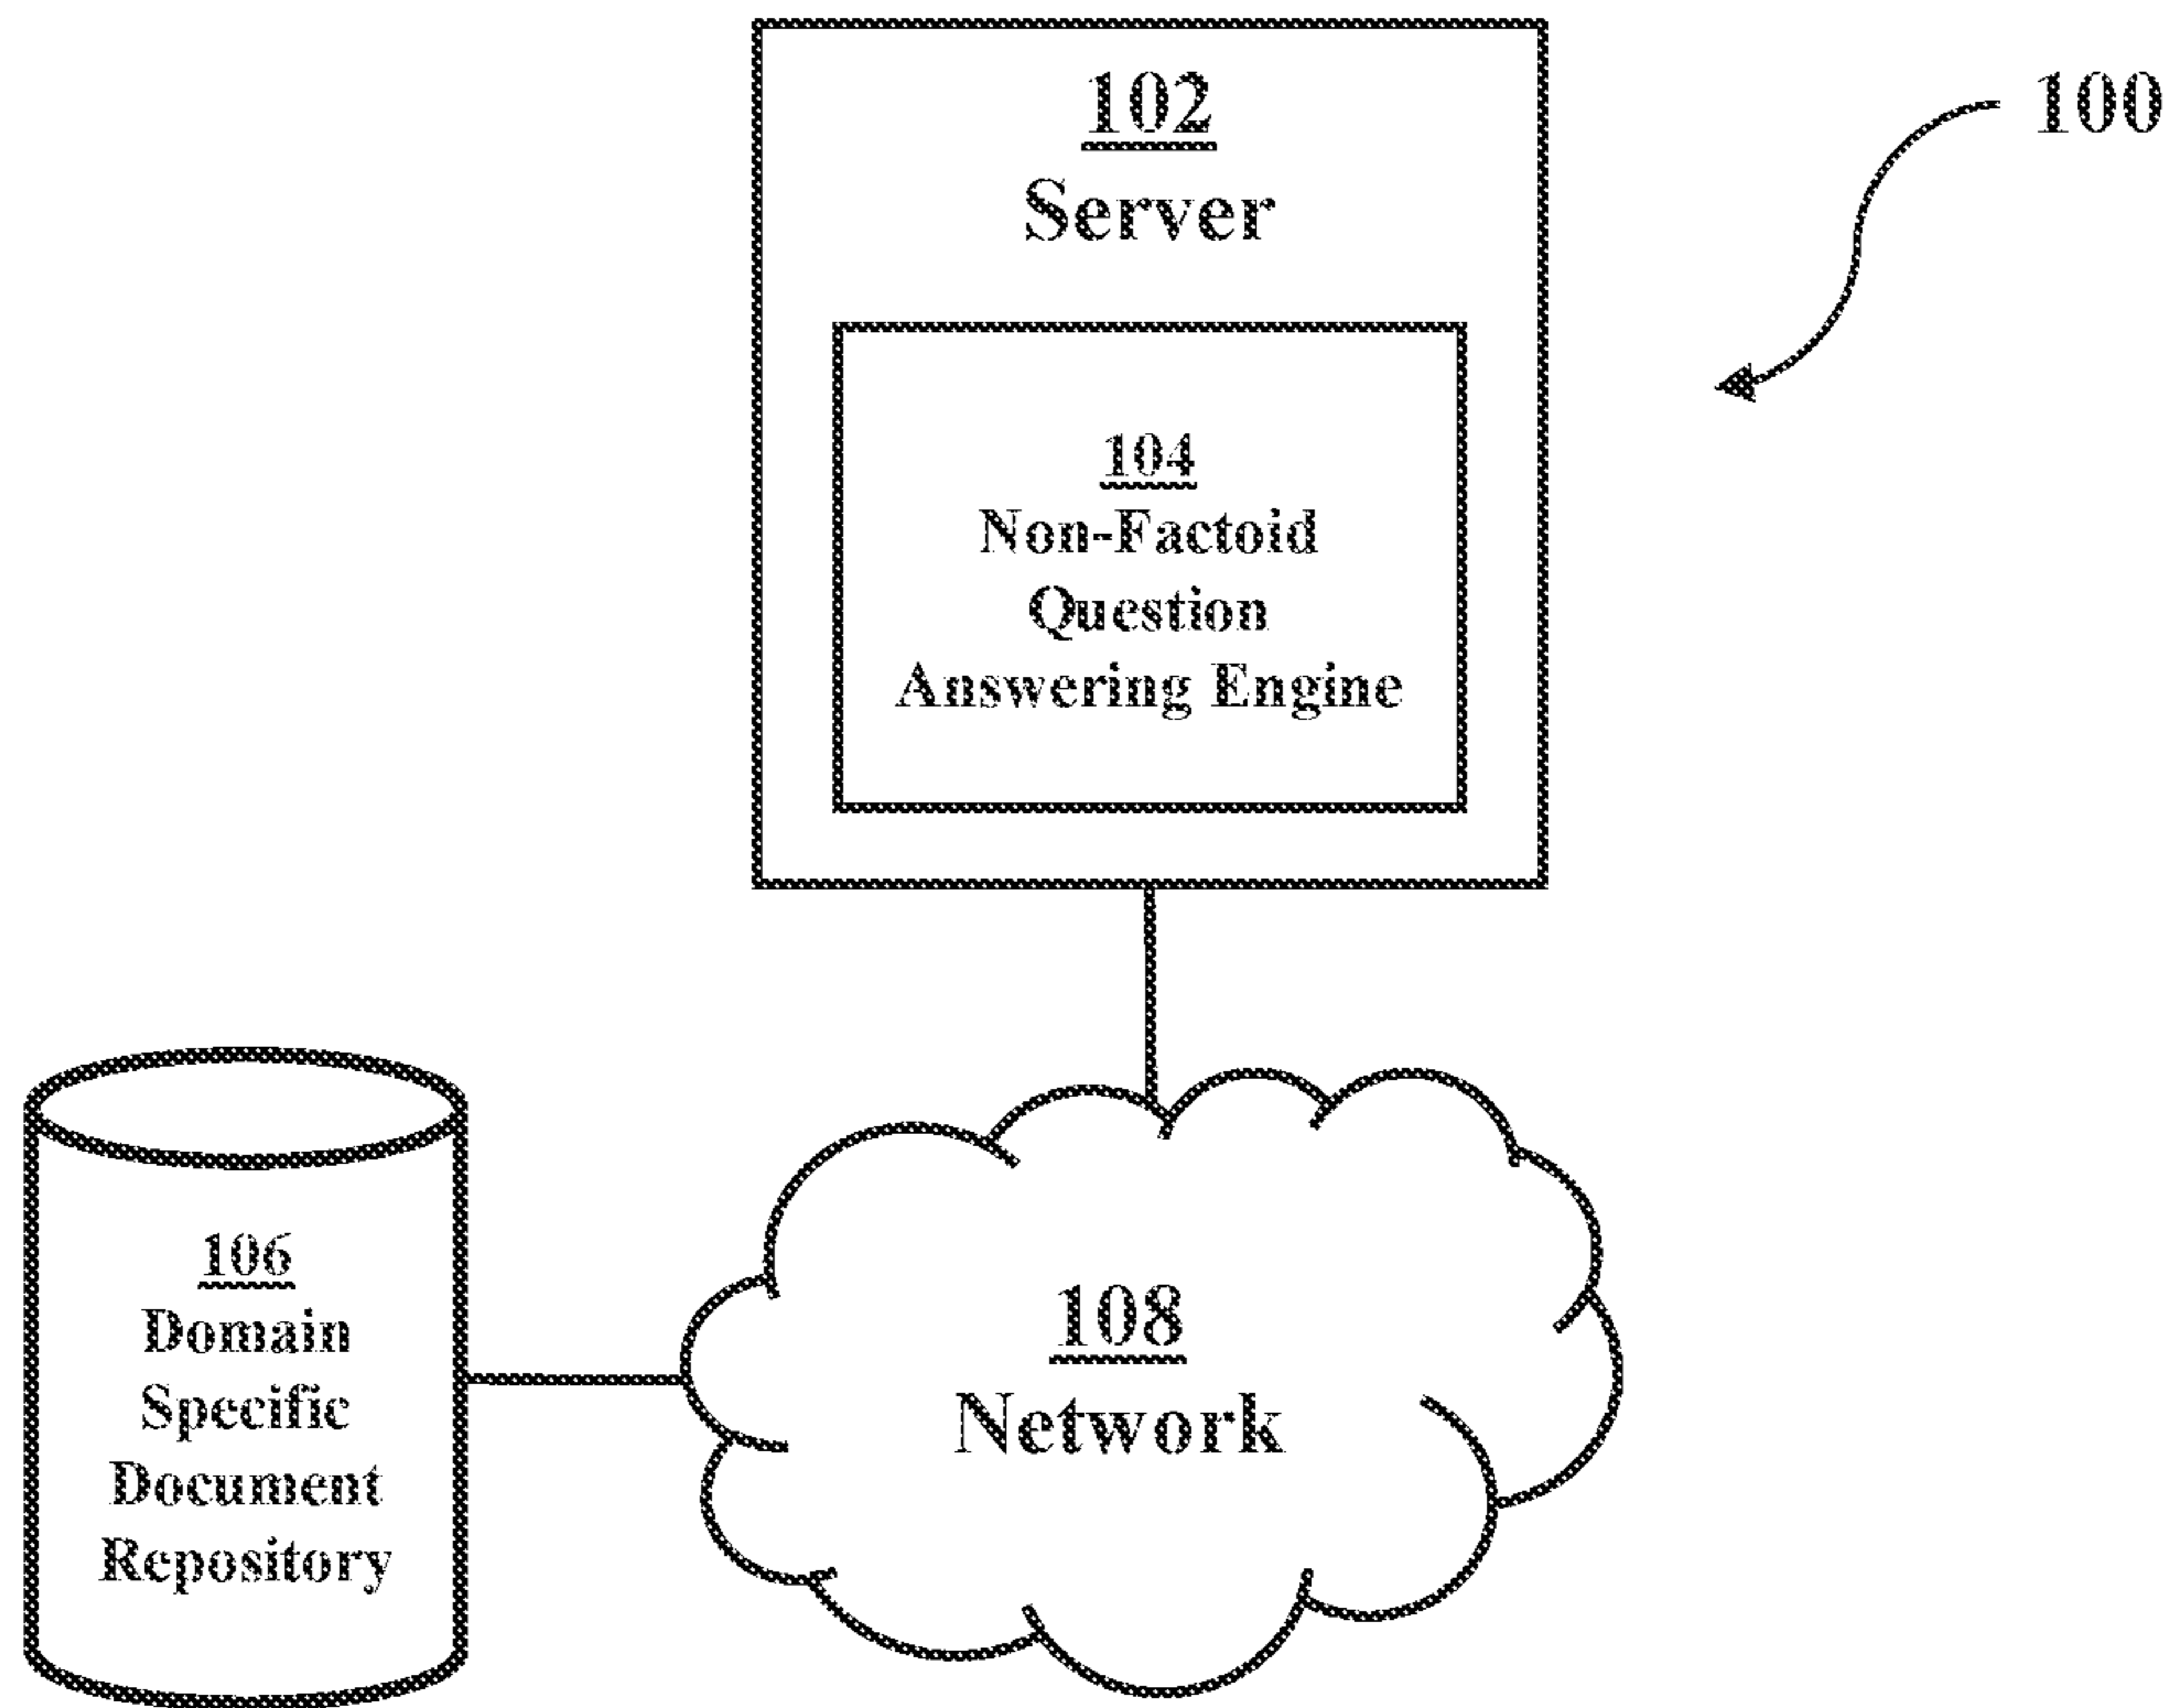 102
Server
100
104
Non-Factoid
Question
Answering Engine
106
Domain
Specific
Document
Repository
108
Network